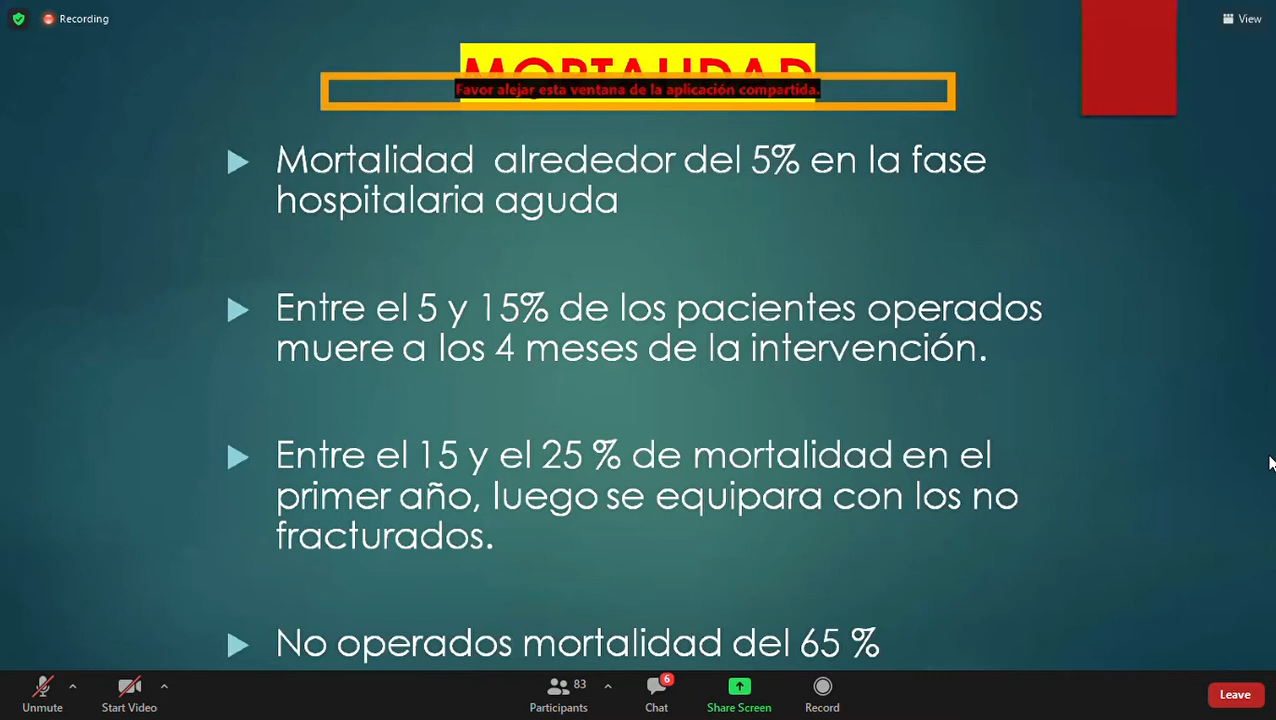 Recording
View
MORTALIDAD
Favor alejar esta ventana de la aplicación compartida.
Mortalidad alrededor del 5% en la fase
hospitalaria aguda
Entre el 5 y 15% de los pacientes operados
muere a los 4 meses de la intervención.
Entre el 15 y el 25 % de mortalidad en el
primer año, luego se equipara con los no
fracturados.
No operados mortalidad del 65 %
83
6
Unmute
Start Video
Participants
Chat
Share Screen
Record
Leave